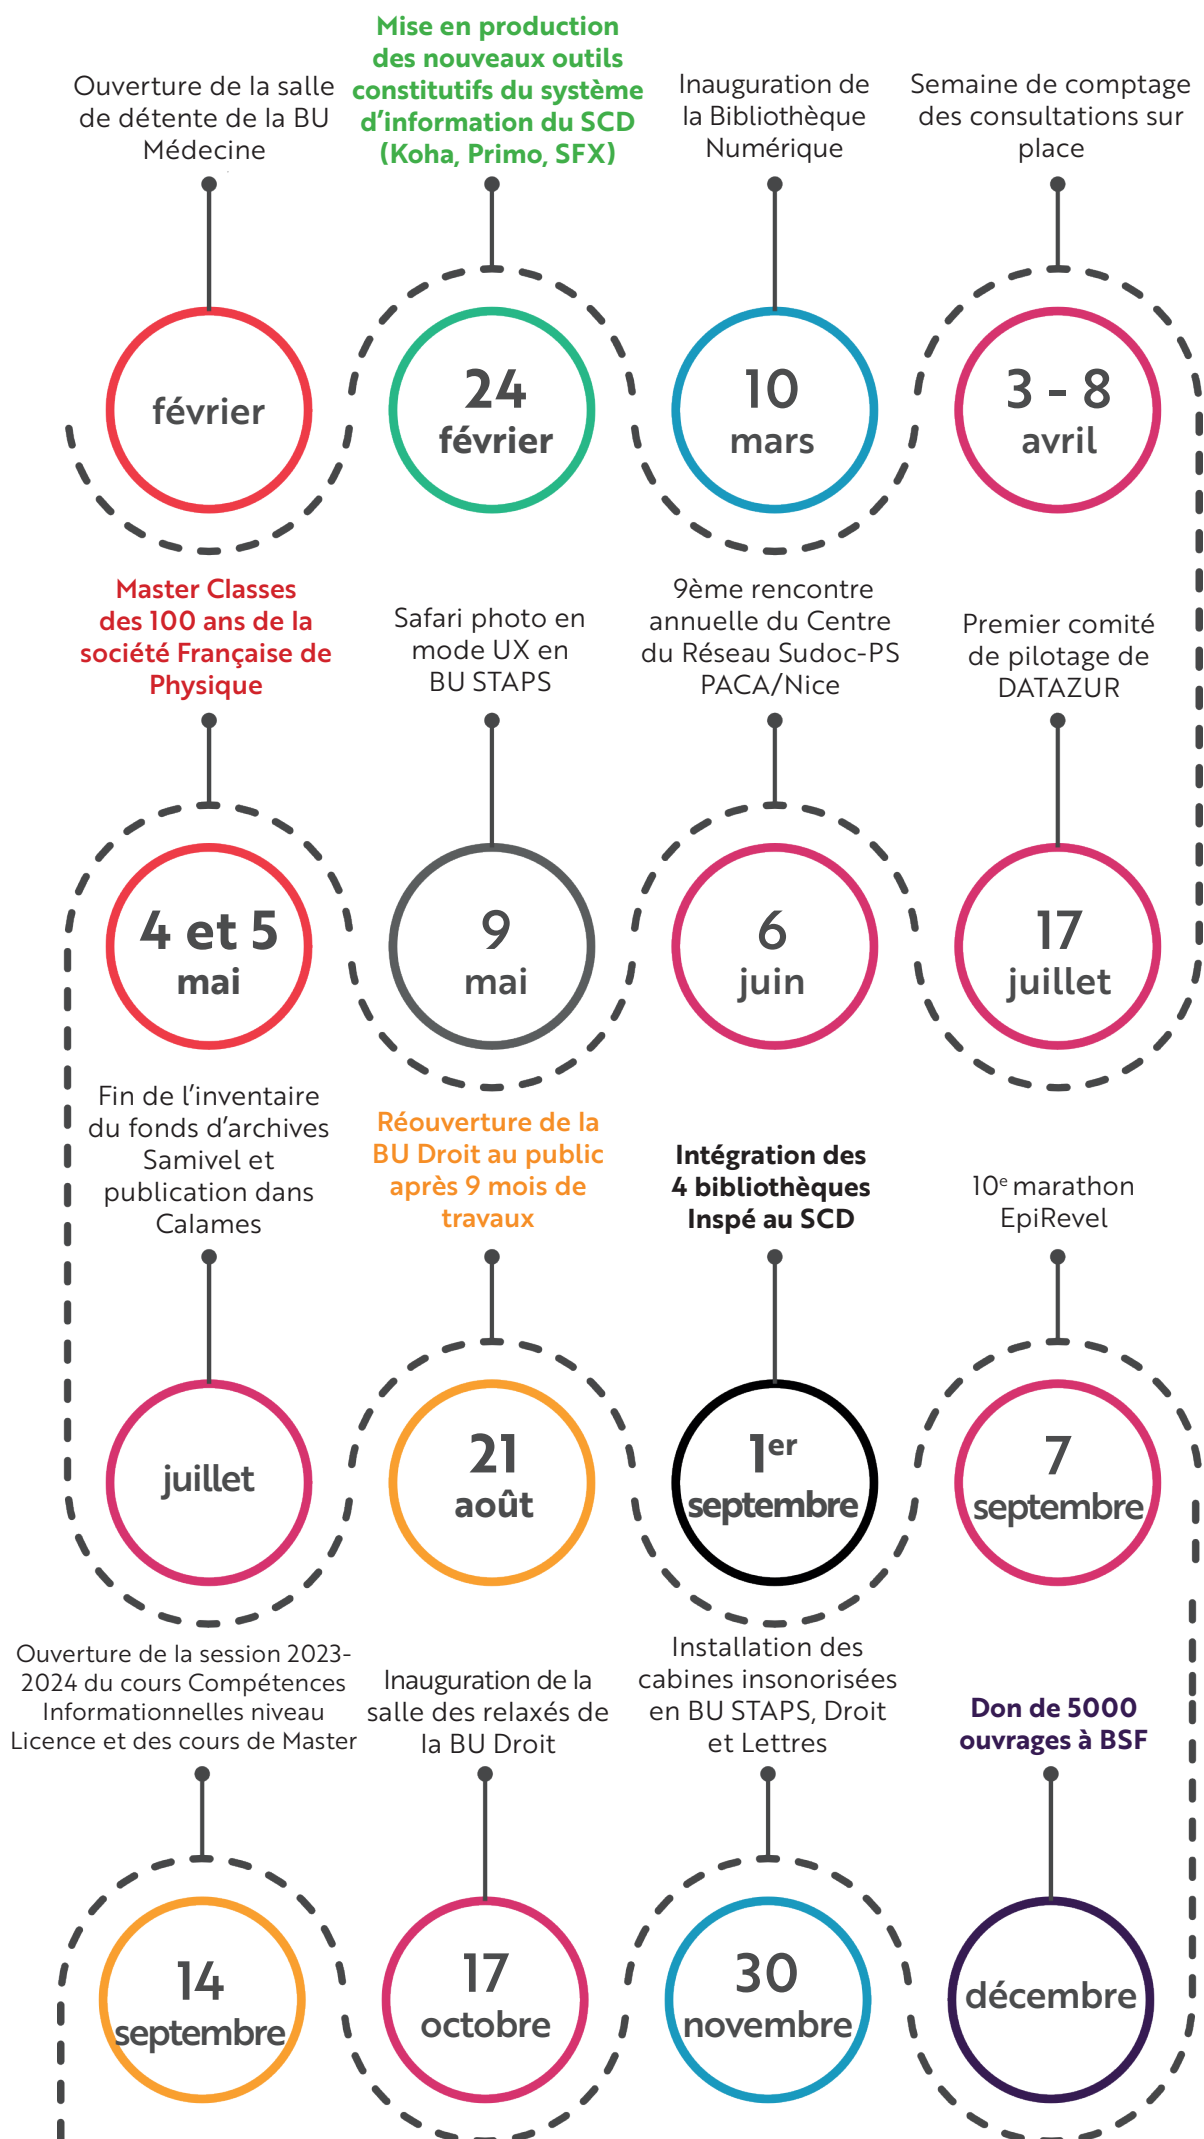 Ouverture de la salle
de détente de la BU
Médecine
février
Mise en production
des nouveaux outils
constitutifs du système
d’information du SCD
(Koha, Primo, SFX)
24
février
Inauguration de
la Bibliothèque
Numérique
10
mars
Semaine de comptage
des consultations sur
place
3 - 8
avril
Master Classes
des 100 ans de la
société Française de
Physique
4 et 5
mai
Safari photo en
mode UX en
BU STAPS
9
mai
9ème rencontre
annuelle du Centre
du Réseau Sudoc-PS
PACA/Nice
6
juin
Premier comité
de pilotage de
DATAZUR
17
juillet
Fin de l’inventaire
du fonds d’archives
Samivel et
publication dans
Calames
juillet
Réouverture de la
BU Droit au public
après 9 mois de
travaux
21
août
Intégration des
4 bibliothèques
Inspé au SCD
1er
septembre
10e marathon
EpiRevel
7
septembre
Ouverture de la session 2023-
2024 du cours Compétences
Informationnelles niveau
Licence et des cours de Master
14
septembre
Inauguration de la
salle des relaxés de
la BU Droit
17
octobre
Installation des
cabines insonorisées
en BU STAPS, Droit
et Lettres
30
novembre
Don de 5000
ouvrages à BSF
décembre